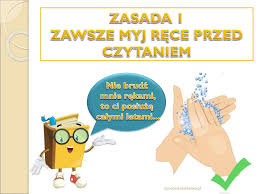 ZASADA 1
ZAWSZE MYJ RĘCE PRZED
CZYTANIEM
Nie brudź
mnie rękami,
to ci posłużę
całymi latami...